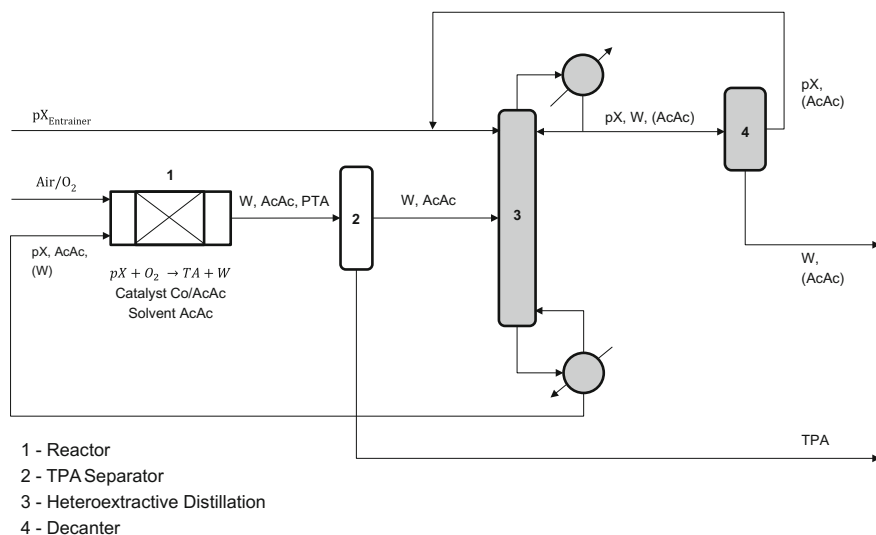 pX,
(AcAc)
pX_Entrainer
pX, W, (AcAc)
4
Air/O₂
1
W, AcAc, PTA
W, AcAc
2
3
pX, AcAc,
(W)
pX + O₂ → TA + W
Catalyst Co/AcAc
Solvent AcAc
W,
(AcAc)
TPA
1 - Reactor
2 - TPA Separator
3 - Heteroextractive Distillation
4 - Decanter